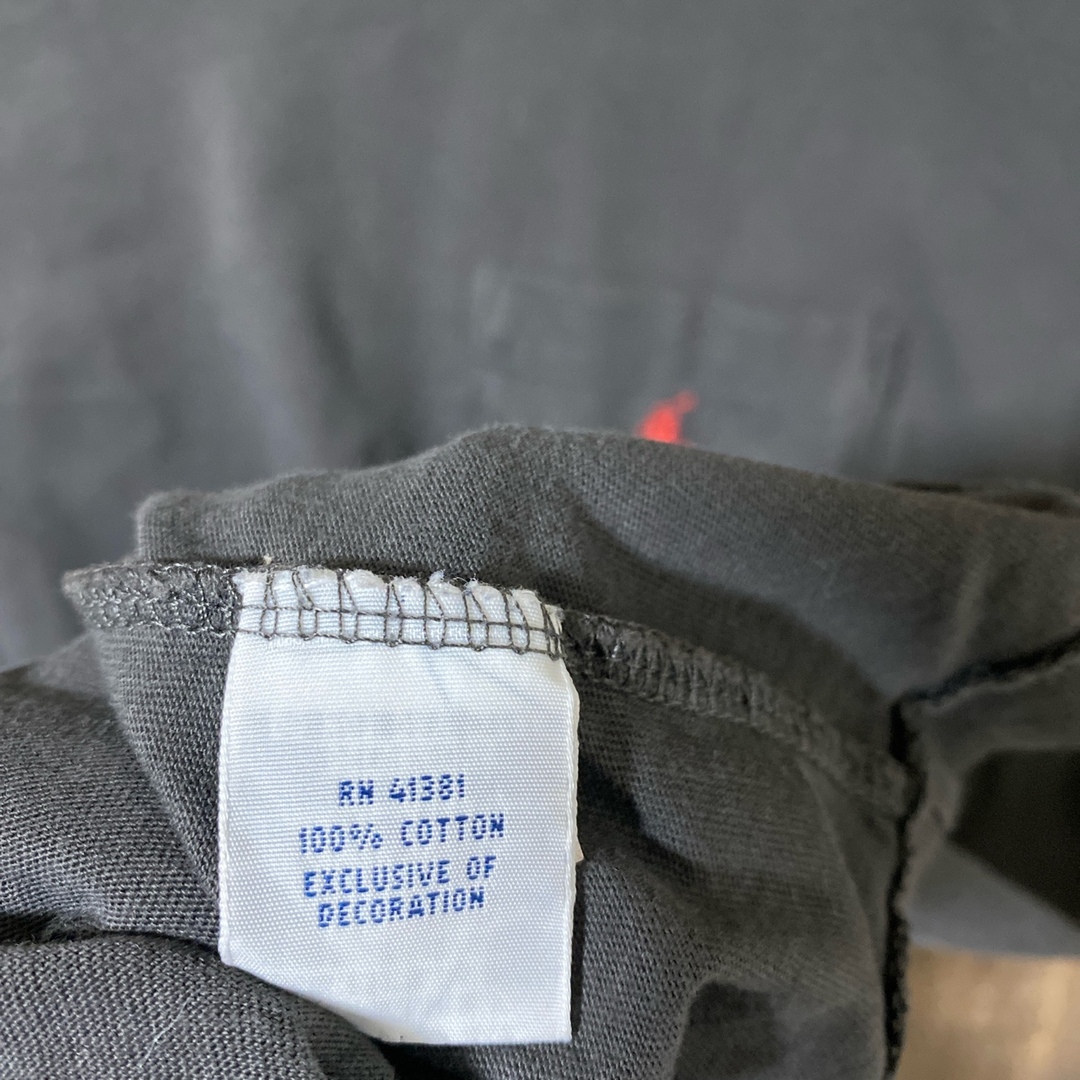 RN 41381
100% COTTON
EXCLUSIVE OF
DECORATION